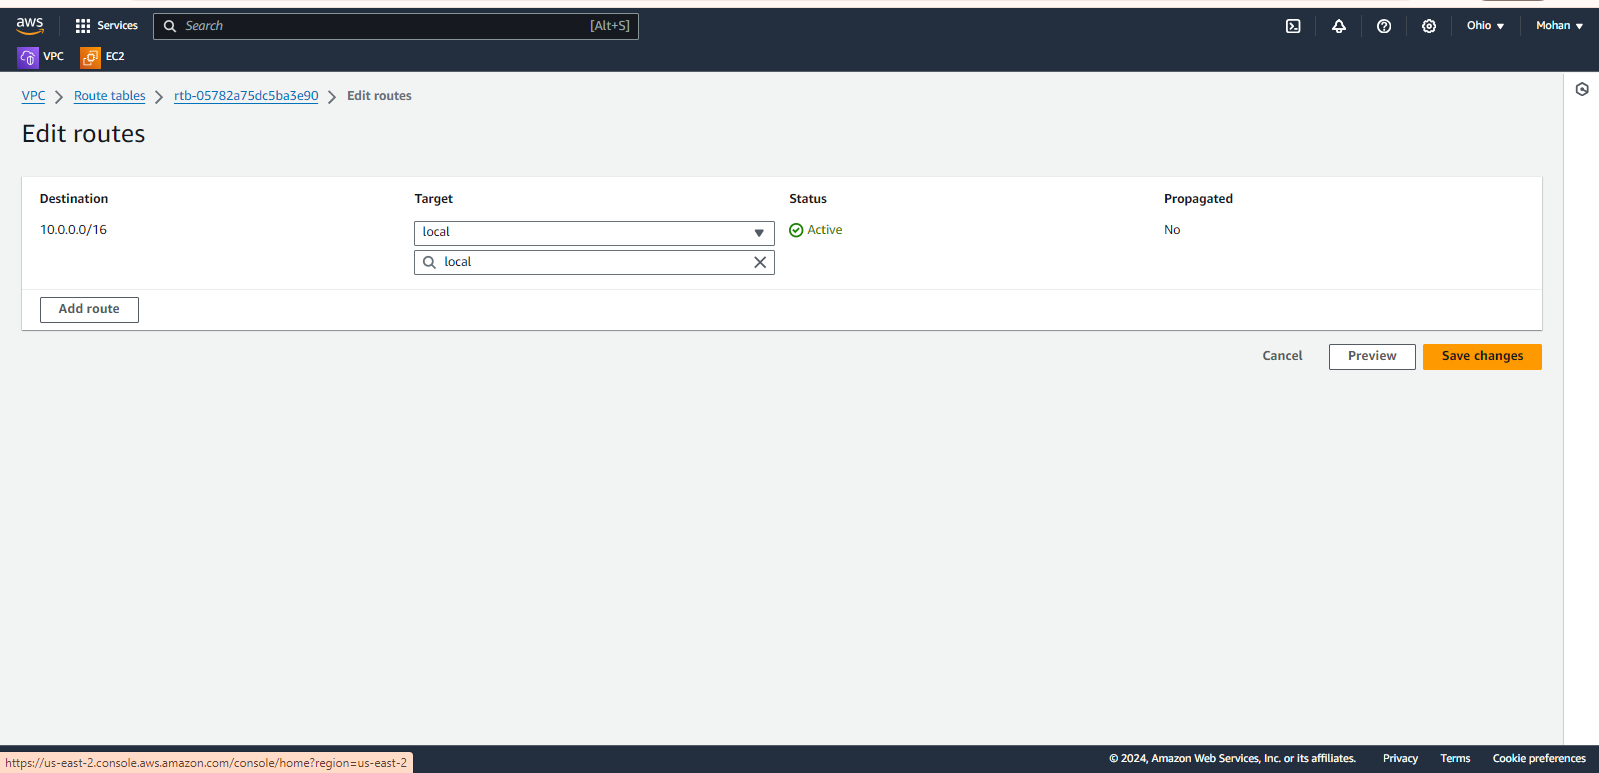 aws
Services
Search
[Alt+S]
Ohio
Mohan
VPC
EC2
VPC
Route tables
rtb-05782a75dc5ba3e90
Edit routes
Edit routes
Destination
Target
Status
Propagated
10.0.0.0/16
local
Active
No
local
Add route
Cancel
Preview
Save changes
© 2024, Amazon Web Services, Inc. or its affiliates.
Privacy
Terms
Cookie preferences
https://us-east-2.console.aws.amazon.com/console/home?region=us-east-2